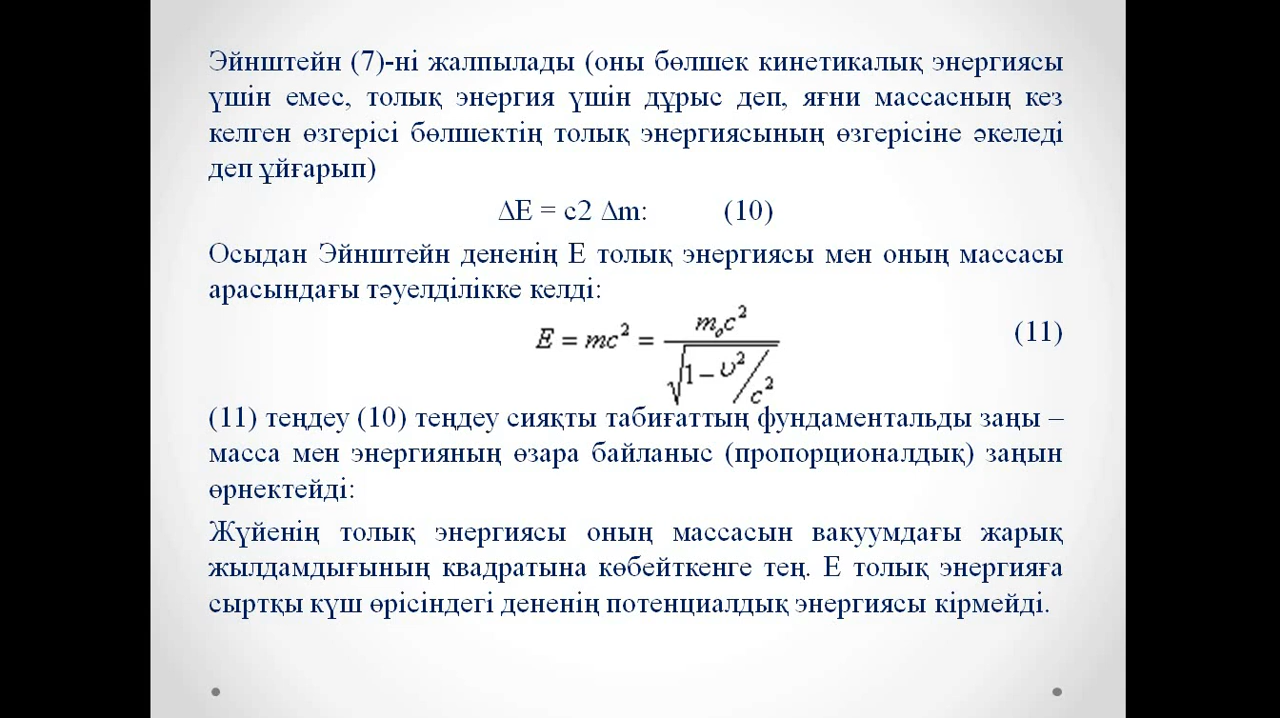 Эйнштейн (7)-ні жалпылады (оны бөлшек кинетикалық энергиясы
үшін емес, толық энергия үшін дұрыс деп, яғни массасның кез
келген өзгерісі бөлшектің толық энергиясының өзгерісіне әкеледі
деп ұйғарып)
∆E = c2 ∆m: (10)
Осыдан Эйнштейн дененің Е толық энергиясы мен оның массасы
арасындағы тәуелділікке келді:
E = mc² = m₀c² / √(1 − υ²/c²) (11)
(11) теңдеу (10) теңдеу сияқты табиғаттың фундаментальды заңы –
масса мен энергияның өзара байланыс (пропорционалдық) заңын
өрнектейді:
Жүйенің толық энергиясы оның массасын вакуумдағы жарық
жылдамдығының квадратына көбейткенге тең. Е толық энергияға
сыртқы күш өрісіндегі дененің потенциалдық энергиясы кірмейді.